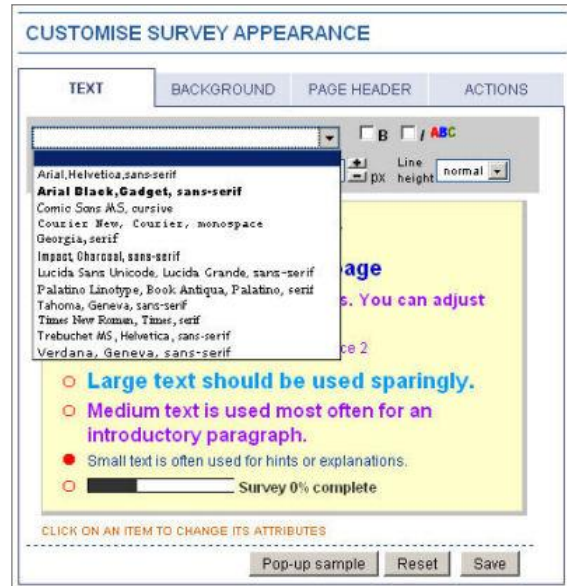 CUSTOMISE SURVEY APPEARANCE
TEXT BACKGROUND PAGE HEADER ACTIONS
B I ABC
px Line height normal
Arial,Helvetica,sans-serif
Arial Black,Gadget, sans-serif
Comic Sans MS, cursive
Courier New, Courier, monospace
Georgia, serif
Impact, Charcoal, sans-serif
Lucida Sans Unicode, Lucida Grande, sans-serif
Palatino Linotype, Book Antiqua, Palatino, serif
Tahoma, Geneva, sans-serif
Times New Roman, Times, serif
Trebuchet MS, Helvetica, sans-serif
Verdana, Geneva, sans-serif
s. You can adjust
ce 2
Large text should be used sparingly.
Medium text is used most often for an
introductory paragraph.
Small text is often used for hints or explanations.
Survey 0% complete
CLICK ON AN ITEM TO CHANGE ITS ATTRIBUTES
Pop-up sample Reset Save